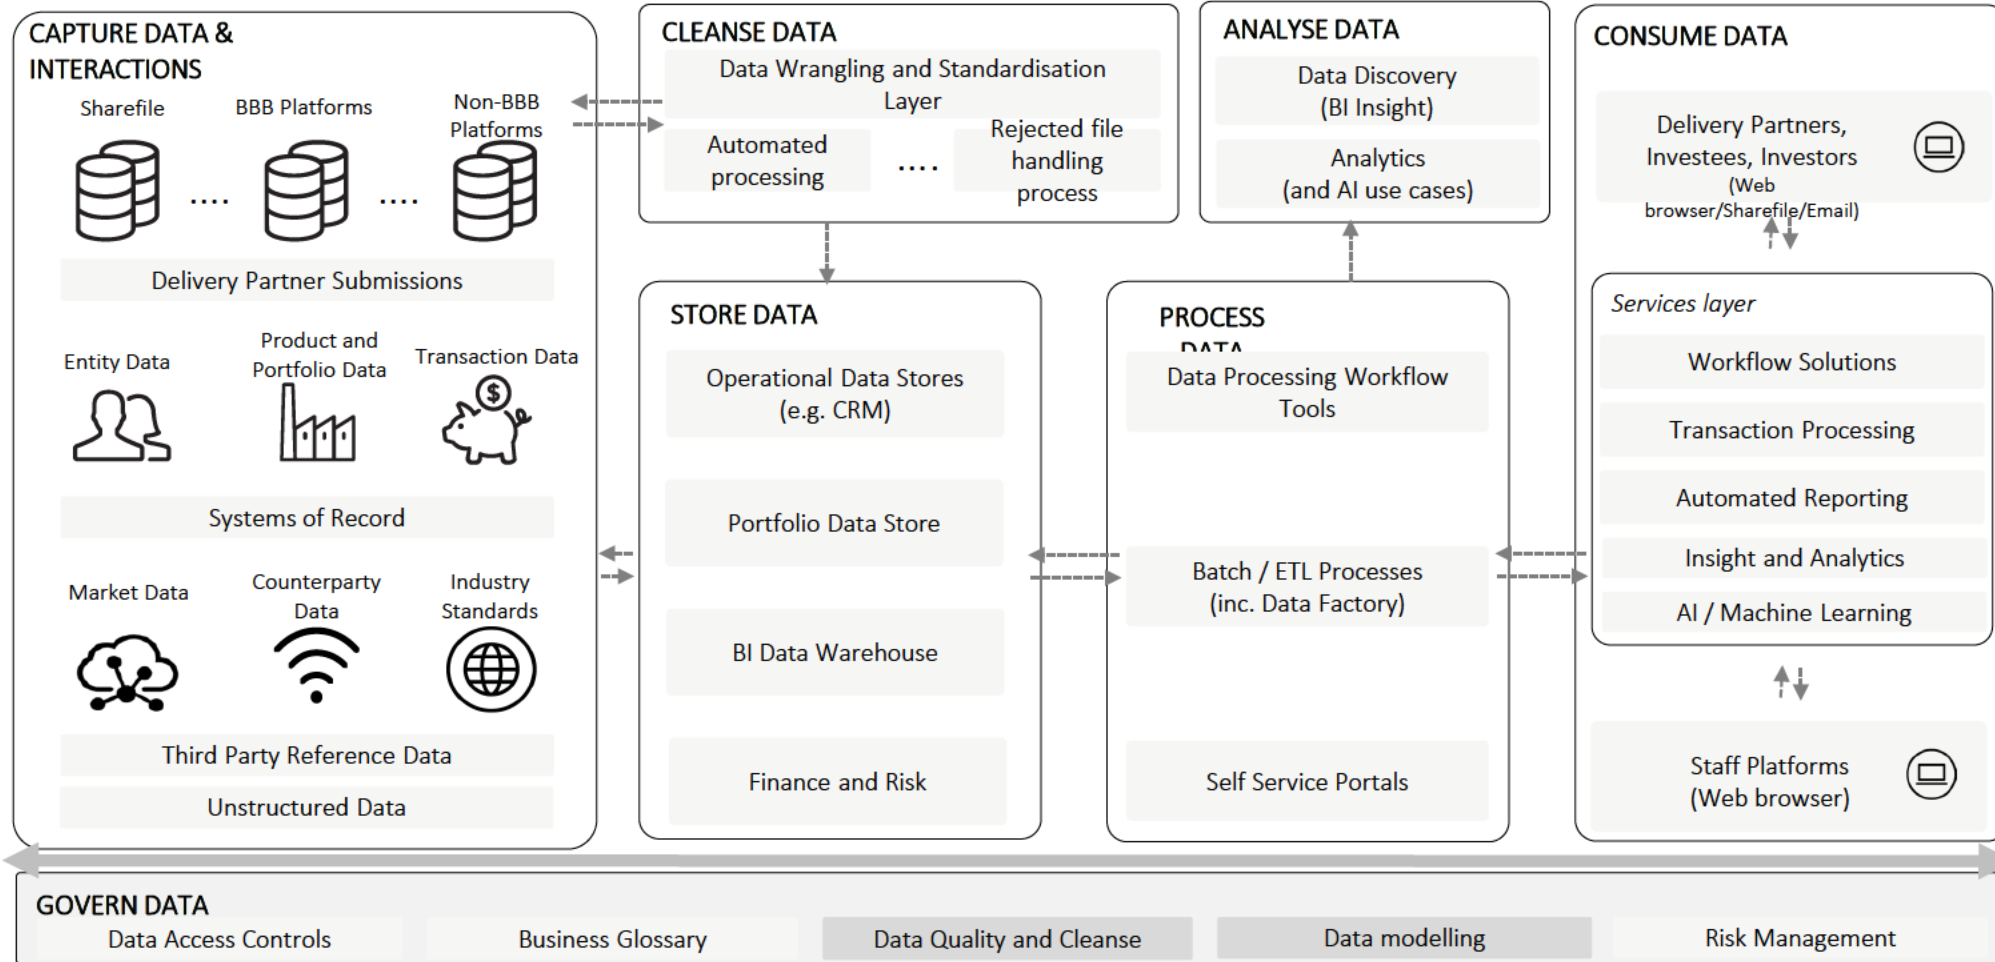 CAPTURE DATA &
INTERACTIONS
Sharefile
BBB Platforms
Non-BBB
Platforms
....
....
Delivery Partner Submissions
Entity Data
Product and
Portfolio Data
Transaction Data
$
Systems of Record
Market Data
Counterparty
Data
Industry
Standards
Third Party Reference Data
Unstructured Data
CLEANSE DATA
Data Wrangling and Standardisation
Layer
Automated
processing
....
Rejected file
handling
process
STORE DATA
Operational Data Stores
(e.g. CRM)
Portfolio Data Store
BI Data Warehouse
Finance and Risk
ANALYSE DATA
Data Discovery
(BI Insight)
Analytics
(and AI use cases)
PROCESS
DATA
Data Processing Workflow
Tools
Batch / ETL Processes
(inc. Data Factory)
Self Service Portals
CONSUME DATA
Delivery Partners,
Investees, Investors
(Web
browser/Sharefile/Email)
Services layer
Workflow Solutions
Transaction Processing
Automated Reporting
Insight and Analytics
AI / Machine Learning
Staff Platforms
(Web browser)
GOVERN DATA
Data Access Controls
Business Glossary
Data Quality and Cleanse
Data modelling
Risk Management